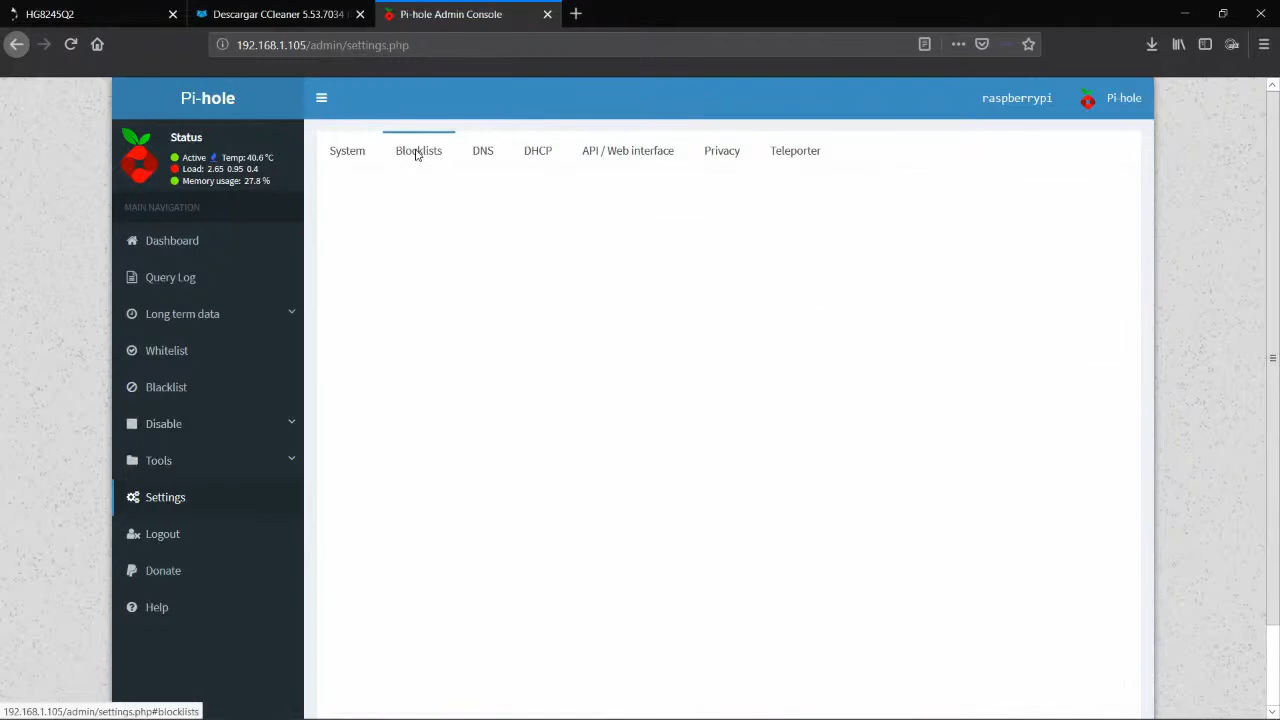 HG8245Q2
Descargar CCleaner 5.53.7034
Pi-hole Admin Console
192.168.1.105/admin/settings.php
Pi-hole
raspberrypi
Pi-hole
Status
Active Temp: 40.6 °C
Load: 2.65 0.95 0.4
Memory usage: 27.8 %
System
Blocklists
DNS
DHCP
API / Web interface
Privacy
Teleporter
MAIN NAVIGATION
Dashboard
Query Log
Long term data
Whitelist
Blacklist
Disable
Tools
Settings
Logout
Donate
Help
192.168.1.105/admin/settings.php#blocklists